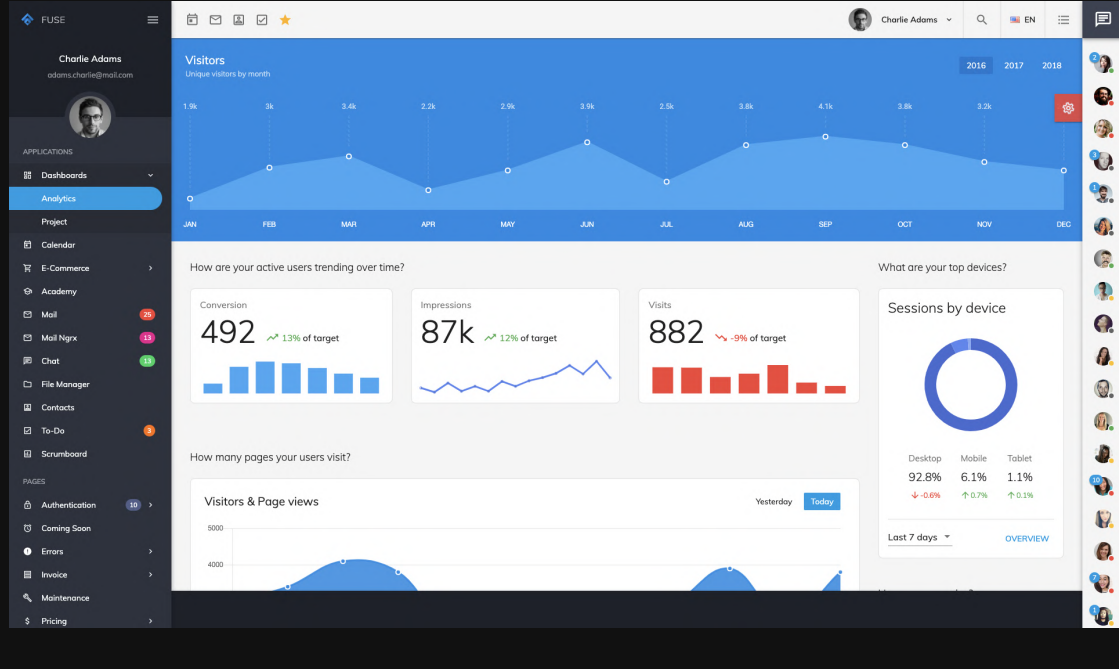 FUSE
Charlie Adams
adams.charlie@mail.com
APPLICATIONS
Dashboards
Analytics
Project
Calendar
E-Commerce
Academy
Mail 25
Mail Ngrx 13
Chat 13
File Manager
Contacts
To-Do 3
Scrumboard
PAGES
Authentication 10
Coming Soon
Errors
Invoice
Maintenance
$ Pricing
Charlie Adams
EN
Visitors
Unique visitors by month
2016 2017 2018
1.9k 3k 3.4k 2.2k 2.9k 3.9k 2.5k 3.8k 4.1k 3.8k 3.2k
JAN FEB MAR APR MAY JUN JUL AUG SEP OCT NOV DEC
How are your active users trending over time?
Conversion
492 13% of target
Impressions
87k 12% of target
Visits
882 -9% of target
How many pages your users visit?
Visitors & Page views
Yesterday Today
5000
4000
What are your top devices?
Sessions by device
Desktop Mobile Tablet
92.8% 6.1% 1.1%
-0.6% 0.7% 0.1%
Last 7 days
OVERVIEW
2
3
1
10
7
1